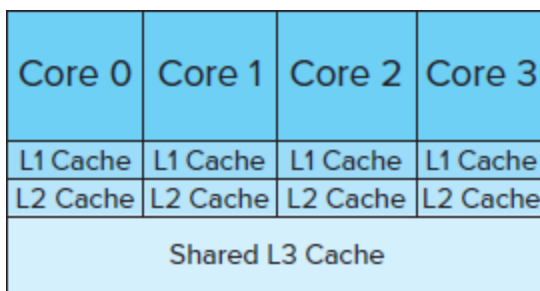 Core 0 Core 1 Core 2 Core 3
L1 Cache L1 Cache L1 Cache L1 Cache
L2 Cache L2 Cache L2 Cache L2 Cache
Shared L3 Cache